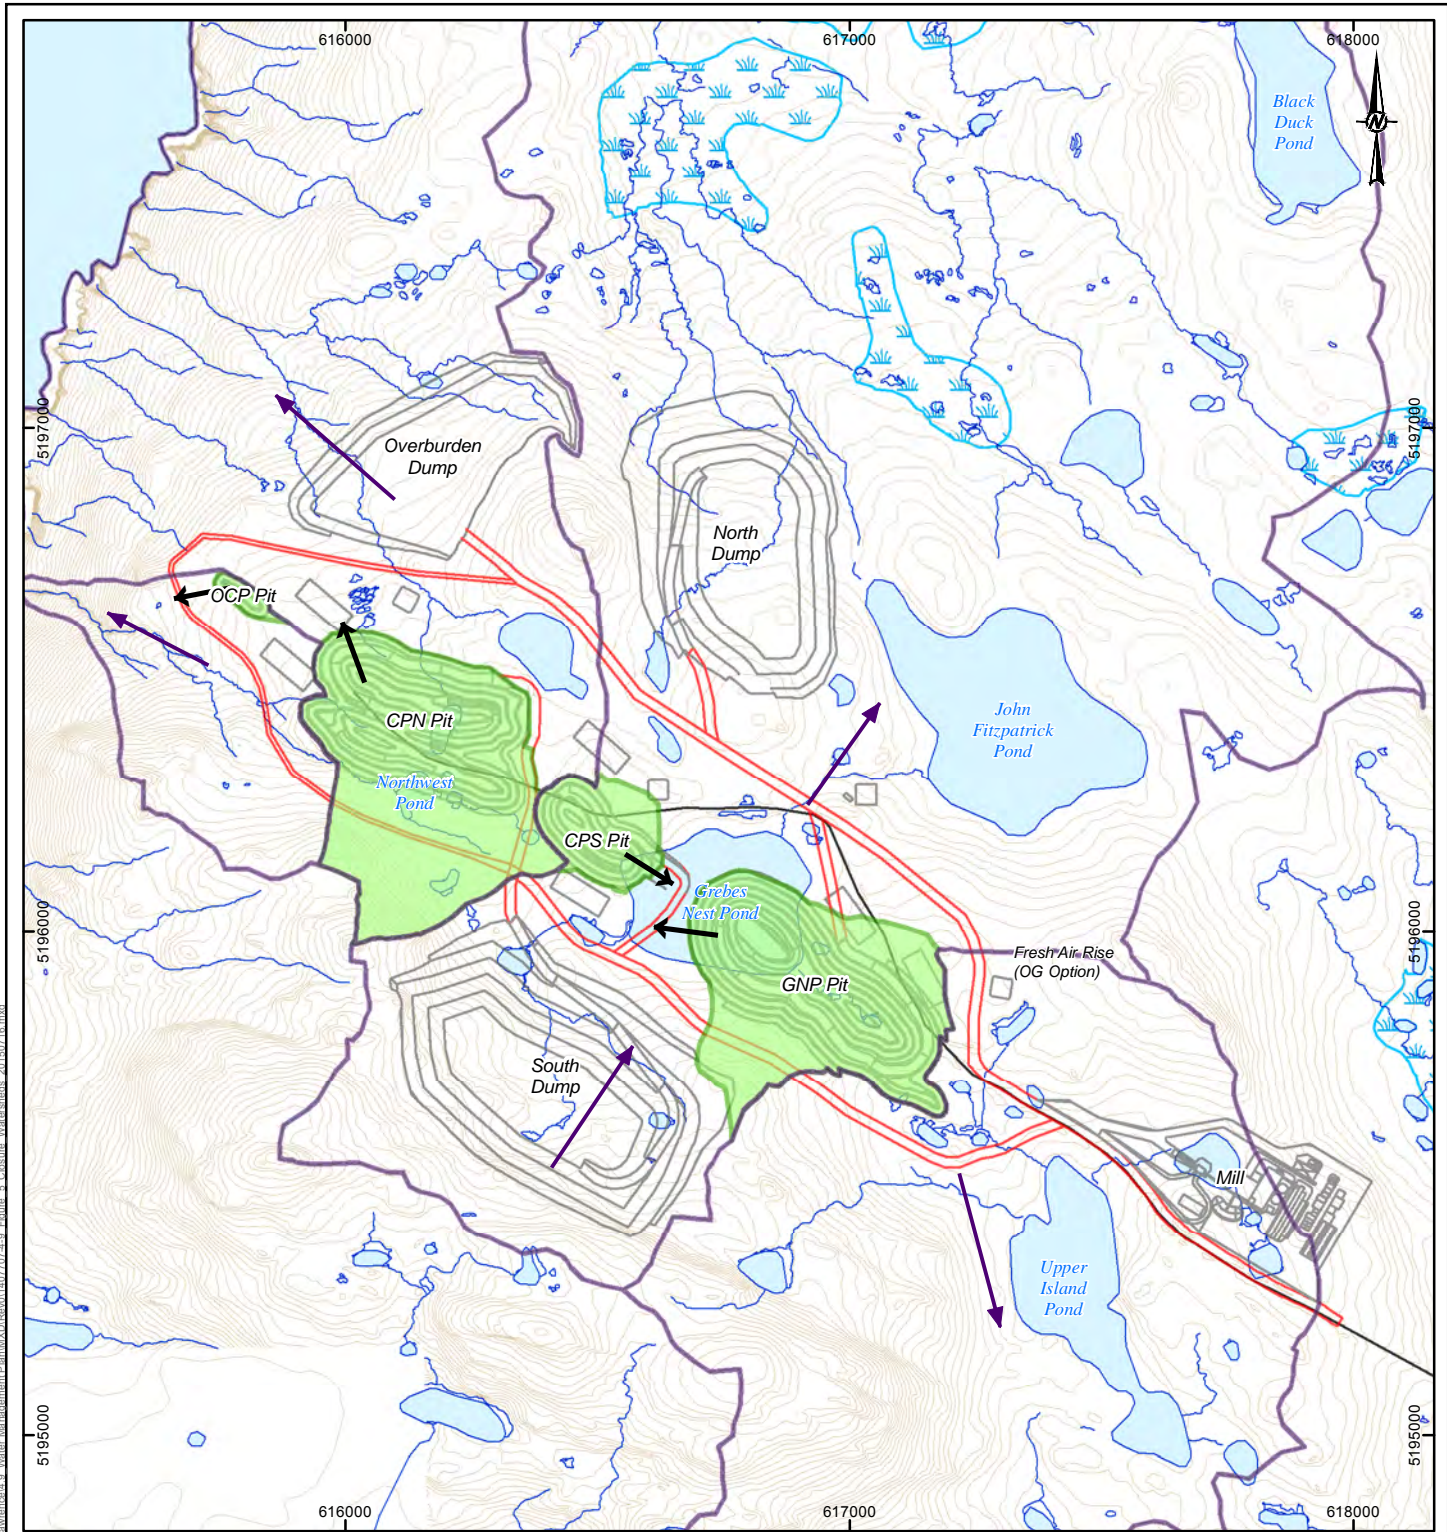 616000
617000
618000
Black
Duck
Pond
N
5197000
5197000
Overburden
Dump
North
Dump
OCP Pit
CPN Pit
John
Fitzpatrick
Pond
Northwest
Pond
CPS Pit
Grebes
Nest Pond
5196000
5196000
Fresh Air Rise
(OG Option)
GNP Pit
South
Dump
Mill
Upper
Island
Pond
5195000
5195000
616000
617000
618000